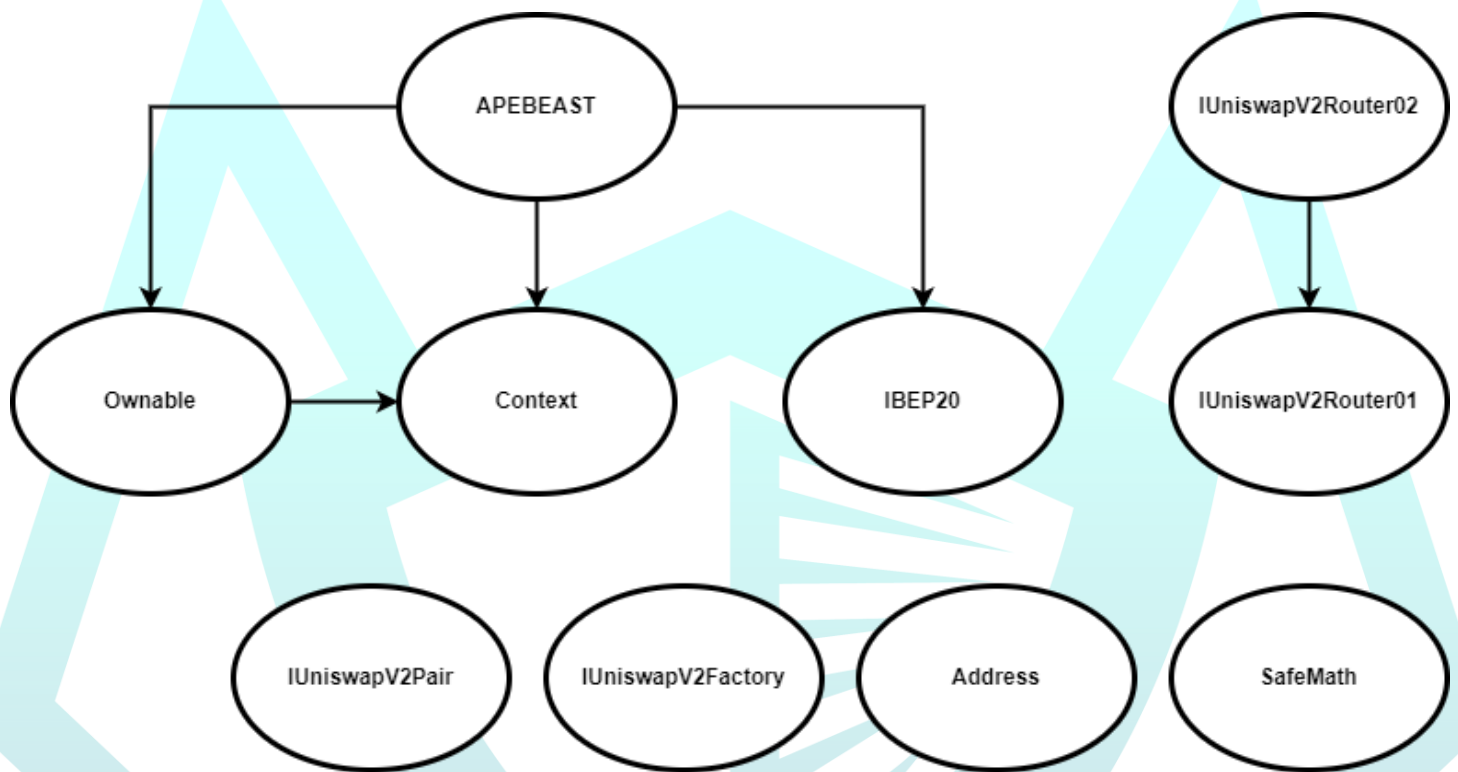 APEBEAST
IUniswapV2Router02
Ownable
Context
IBEP20
IUniswapV2Router01
IUniswapV2Pair
IUniswapV2Factory
Address
SafeMath